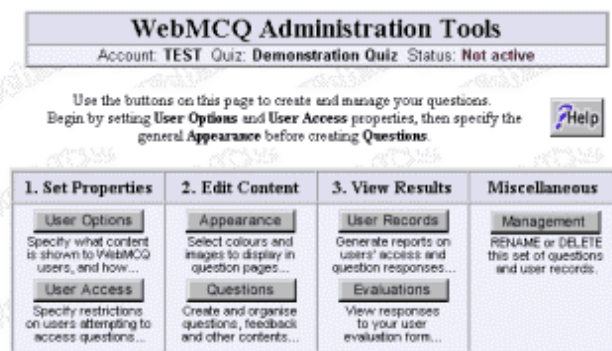 WebMCQ Administration Tools
Account: TEST Quiz: Demonstration Quiz Status: Not active
Use the buttons on this page to create and manage your questions.
Begin by setting User Options and User Access properties, then specify the
general Appearance before creating Questions.
?Help
1. Set Properties
User Options
Specify what content
is shown to WebMCQ
users, and how...
User Access
Specify restrictions
on users attempting to
access questions...
2. Edit Content
Appearance
Select colours and
images to display in
question pages...
Questions
Create and organise
questions, feedback
and other contents...
3. View Results
User Records
Generate reports on
users' access and
question responses...
Evaluations
View responses
to your user
evaluation form...
Miscellaneous
Management
RENAME or DELETE
this set of questions
and user records.